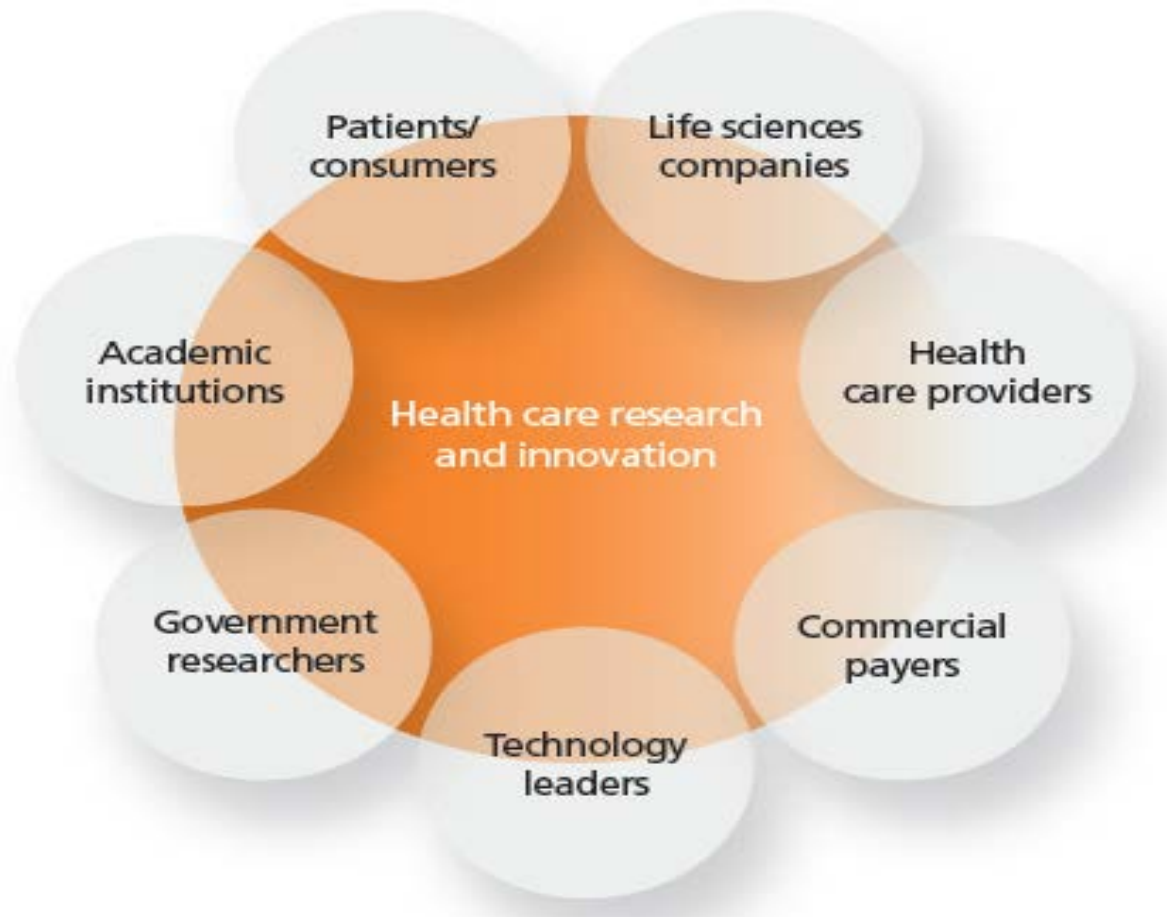 Patients/
consumers
Life sciences
companies
Academic
institutions
Health
care providers
Health care research
and innovation
Government
researchers
Commercial
payers
Technology
leaders